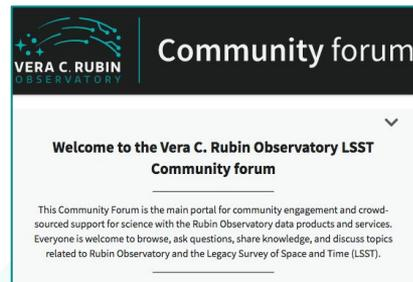 VERA C. RUBIN
OBSERVATORY
Community forum
Welcome to the Vera C. Rubin Observatory LSST
Community forum
This Community Forum is the main portal for community engagement and crowd-
sourced support for science with the Rubin Observatory data products and services.
Everyone is welcome to browse, ask questions, share knowledge, and discuss topics
related to Rubin Observatory and the Legacy Survey of Space and Time (LSST).